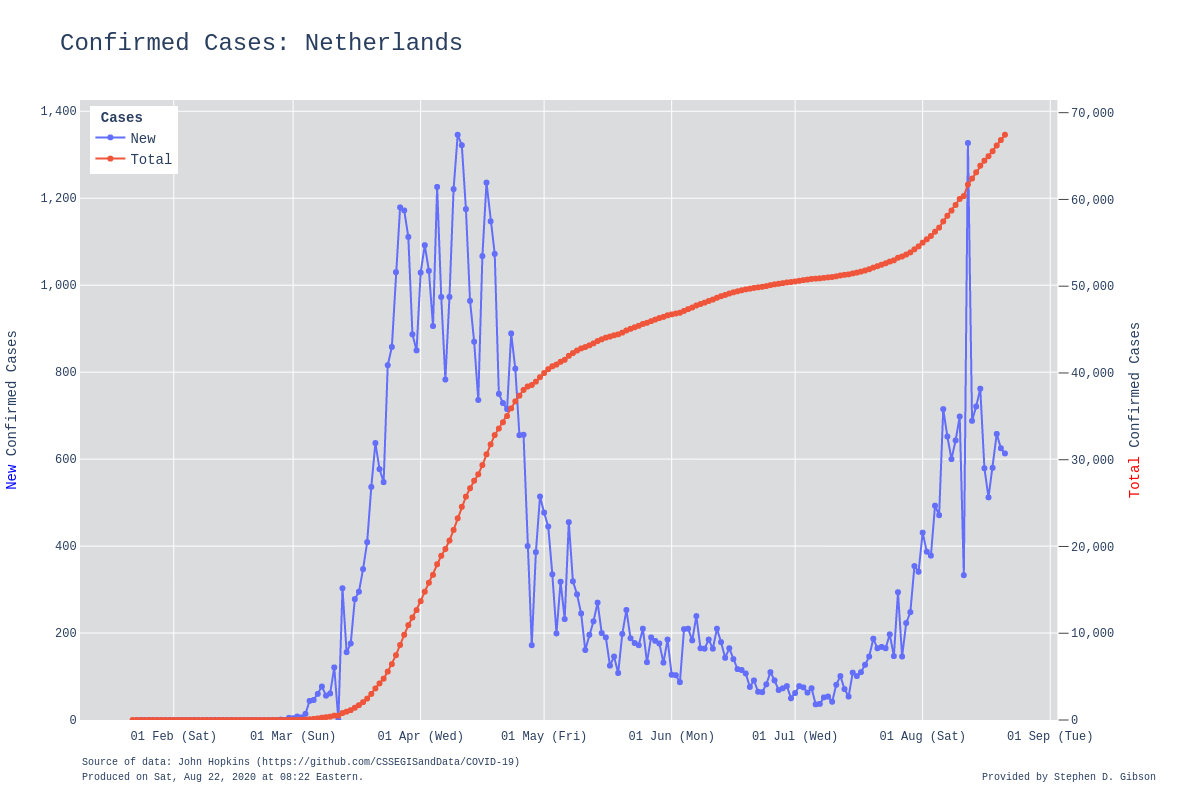 Confirmed Cases: Netherlands
Cases
New
Total
1,400
1,200
1,000
800
600
400
200
0
New Confirmed Cases
70,000
60,000
50,000
40,000
30,000
20,000
10,000
0
Total Confirmed Cases
01 Feb (Sat) 01 Mar (Sun) 01 Apr (Wed) 01 May (Fri) 01 Jun (Mon) 01 Jul (Wed) 01 Aug (Sat) 01 Sep (Tue)
Source of data: John Hopkins (https://github.com/CSSEGISandData/COVID-19)
Produced on Sat, Aug 22, 2020 at 08:22 Eastern.
Provided by Stephen D. Gibson